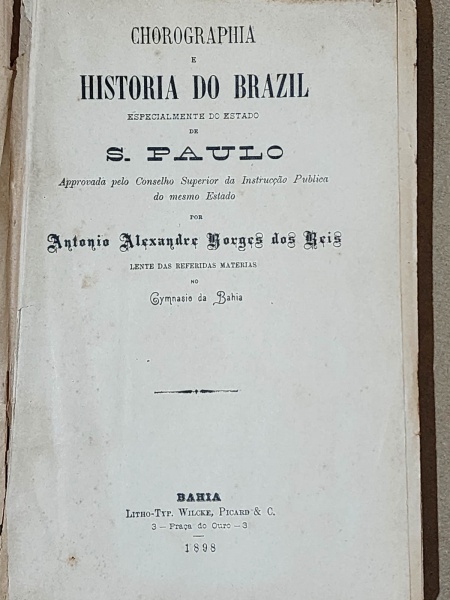 CHOROGRAPHIA
E
HISTORIA DO BRAZIL
ESPECIALMENTE DO ESTADO
DE
S. PAULO
Approvada pelo Conselho Superior da Instrucção Publica
do mesmo Estado
POR
Antonio Alexandre Borges dos Reis
LENTE DAS REFERIDAS MATERIAS
NO
Gymnasio da Bahia
BAHIA
LITHO-TYP. WILCKE, PICARD & C.
3 — Praça do Ouro — 3
1898